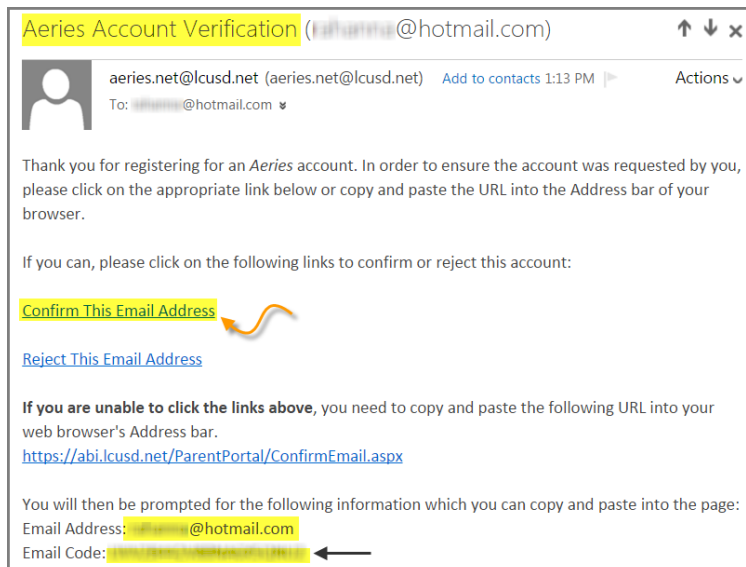 Aeries Account Verification (@hotmail.com)
aeries.net@lcusd.net (aeries.net@lcusd.net) Add to contacts 1:13 PM Actions
To: @hotmail.com
Thank you for registering for an Aeries account. In order to ensure the account was requested by you,
please click on the appropriate link below or copy and paste the URL into the Address bar of your
browser.
If you can, please click on the following links to confirm or reject this account:
Confirm This Email Address
Reject This Email Address
If you are unable to click the links above, you need to copy and paste the following URL into your
web browser's Address bar.
https://abi.lcusd.net/ParentPortal/ConfirmEmail.aspx
You will then be prompted for the following information which you can copy and paste into the page:
Email Address: @hotmail.com
Email Code: